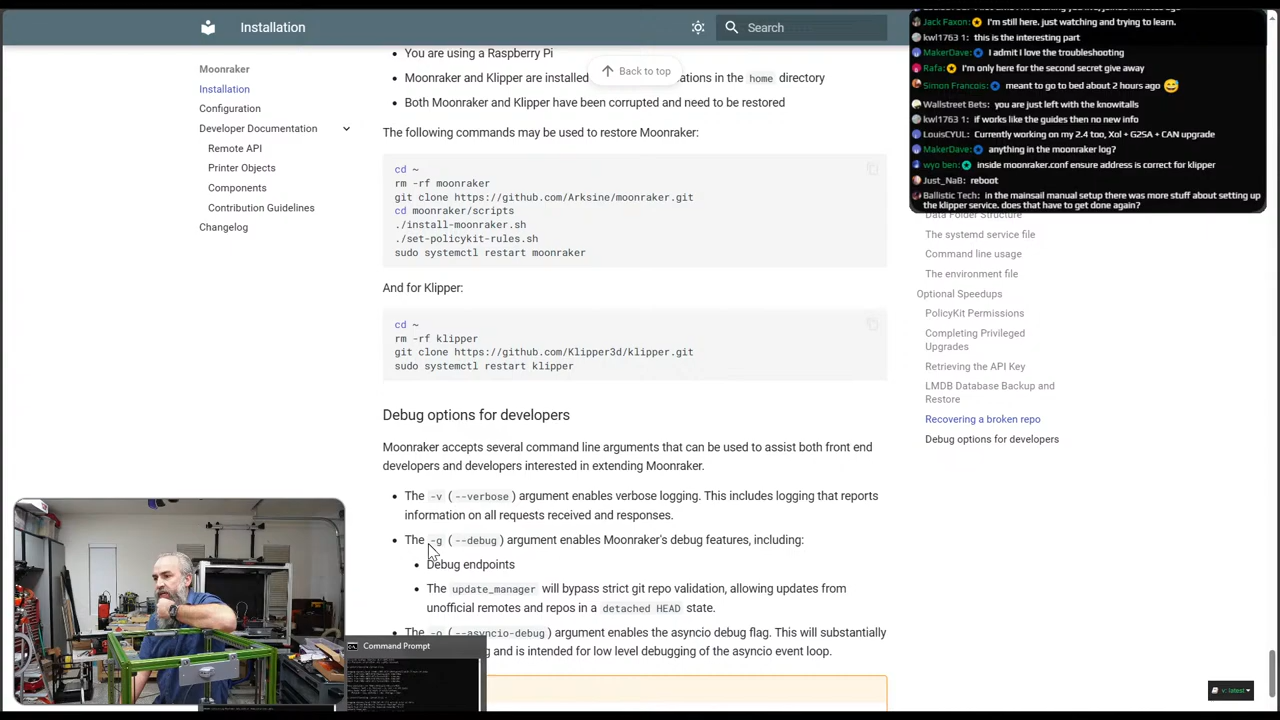 Installation
Search
Moonraker
Installation
Configuration
Developer Documentation
Remote API
Printer Objects
Components
Contribution Guidelines
Changelog
You are using a Raspberry Pi
Back to top
Moonraker and Klipper are installed
ations in the home directory
Both Moonraker and Klipper have been corrupted and need to be restored
The following commands may be used to restore Moonraker:
cd ~
rm -rf moonraker
git clone https://github.com/Arksine/moonraker.git
cd moonraker/scripts
./install-moonraker.sh
./set-policykit-rules.sh
sudo systemctl restart moonraker
And for Klipper:
cd ~
rm -rf klipper
git clone https://github.com/Klipper3d/klipper.git
sudo systemctl restart klipper
Debug options for developers
Moonraker accepts several command line arguments that can be used to assist both front end
developers and developers interested in extending Moonraker.
The -v (--verbose) argument enables verbose logging. This includes logging that reports
information on all requests received and responses.
The -g (--debug) argument enables Moonraker's debug features, including:
Debug endpoints
The update_manager will bypass strict git repo validation, allowing updates from
unofficial remotes and repos in a detached HEAD state.
The -o (--asyncio-debug) argument enables the asyncio debug flag. This will substantially
g and is intended for low level debugging of the asyncio event loop.
Command Prompt
Jack Faxon: I'm still here. just watching and trying to learn.
kwl1763 1: this is the interesting part
MakerDave: I admit I love the troubleshooting
Rafa: I'm only here for the second secret give away
Simon Francois: meant to go to bed about 2 hours ago 😅
Wallstreet Bets: you are just left with the knowitalls
kwl1763 1: if works like the guides then no new info
LouisCYUL: Currently working on my 2.4 too, Xol + G2SA + CAN upgrade
MakerDave: anything in the moonraker log?
wyo ben: inside moonraker.conf ensure address is correct for klipper
Just_NaB: reboot
Ballistic Tech: in the mainsail manual setup there was more stuff about setting up
the klipper service. does that have to get done again?
Data Folder Structure
The systemd service file
Command line usage
The environment file
Optional Speedups
PolicyKit Permissions
Completing Privileged
Upgrades
Retrieving the API Key
LMDB Database Backup and
Restore
Recovering a broken repo
Debug options for developers
v: latest